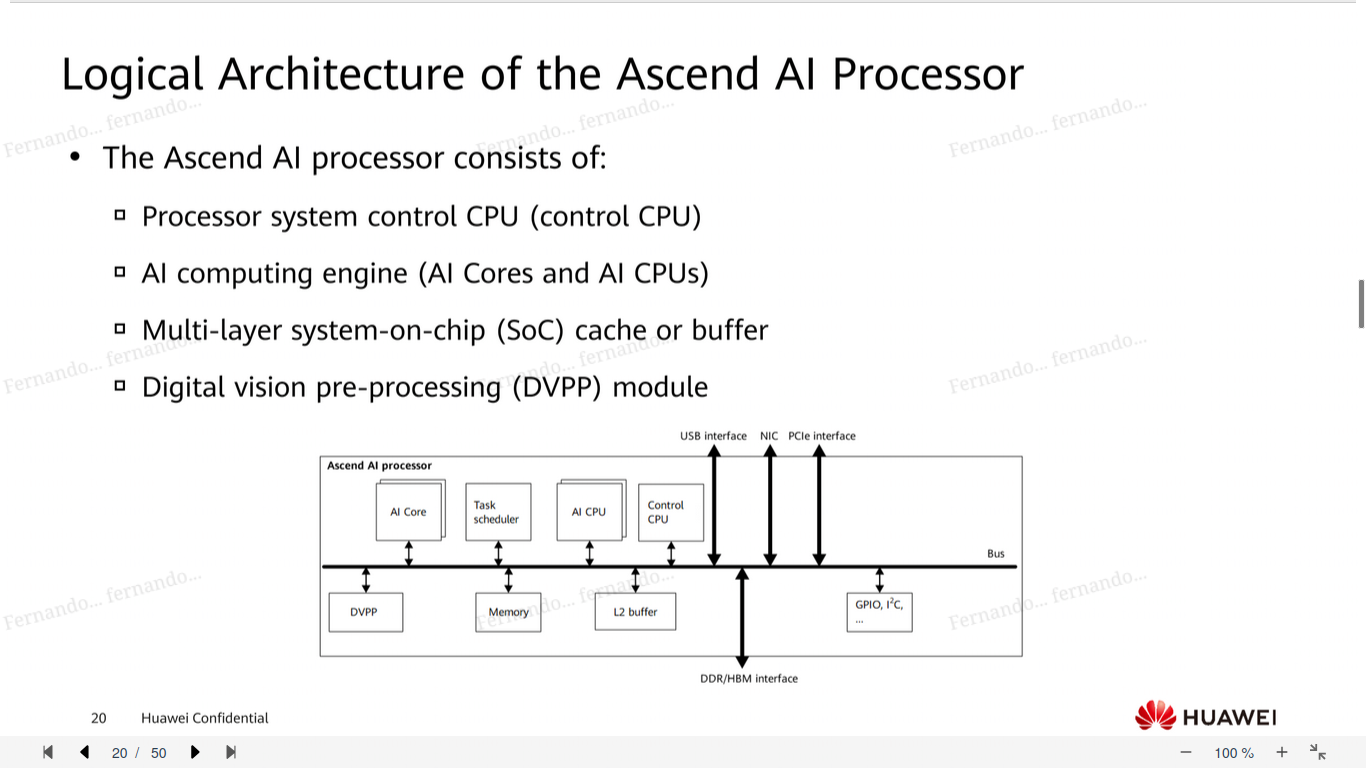 Logical Architecture of the Ascend AI Processor
Fernando... fernando...
Fernando... fernando...
Fernando... fernando...
• The Ascend AI processor consists of:
Processor system control CPU (control CPU)
AI computing engine (AI Cores and AI CPUs)
Multi-layer system-on-chip (SoC) cache or buffer
Fernando... fernando...
Fernando... fernando...
Digital vision pre-processing (DVPP) module
USB interface NIC PCIe interface
Ascend AI processor
AI Core
Task
scheduler
AI CPU
Control
CPU
Bus
Fernando... fernando...
Fernando... fernando...
Fernando... fernando...
DVPP
Memory
L2 buffer
GPIO, I²C,
...
DDR/HBM interface
20 Huawei Confidential
HUAWEI
20 / 50
100 %